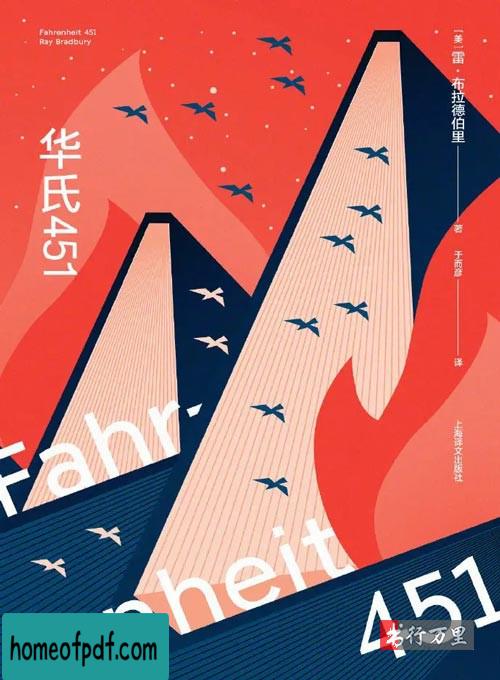 Fahrenheit 451
Ray Bradbury
华氏451
[美]雷·布拉德伯里
著
于而彦
译
上海译文出版社
Fahr-
enheit
451
书行万里
homeofpdf.com